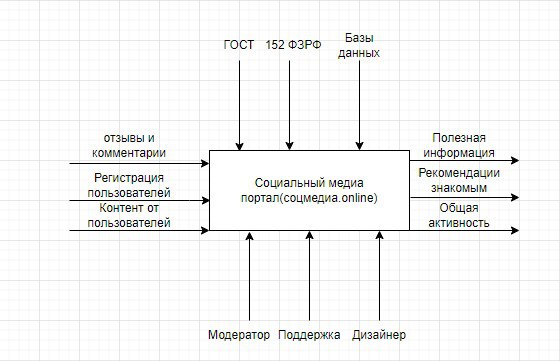 ГОСТ 152 ФЗРФ
Базы
данных
отзывы и
комментарии
Регистрация
пользователей
Контент от
пользователей
Социальный медиа
портал(соцмедиа.online)
Полезная
информация
Рекомендации
знакомым
Общая
активность
Модератор Поддержка Дизайнер